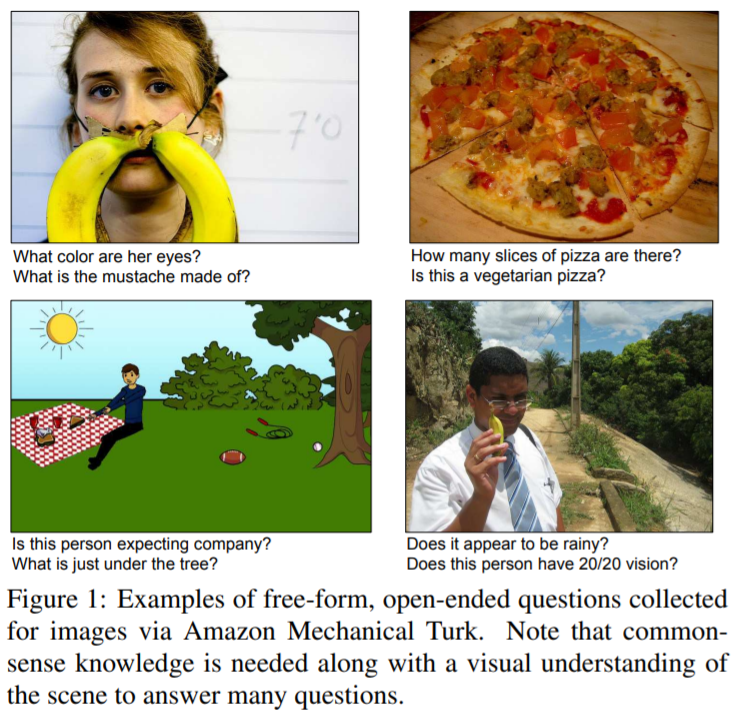 7'0
What color are her eyes?
What is the mustache made of?
How many slices of pizza are there?
Is this a vegetarian pizza?
Is this person expecting company?
What is just under the tree?
Does it appear to be rainy?
Does this person have 20/20 vision?
Figure 1: Examples of free-form, open-ended questions collected
for images via Amazon Mechanical Turk. Note that common-
sense knowledge is needed along with a visual understanding of
the scene to answer many questions.